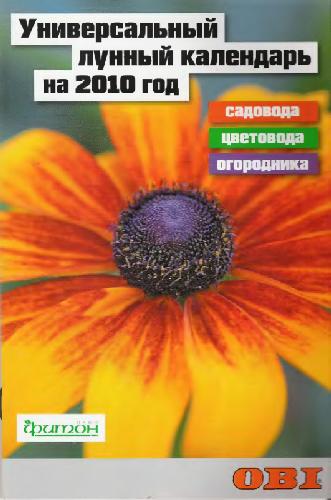 Универсальный
лунный календарь
на 2010 год
садовода
цветовода
огородника
Фитон
OBI